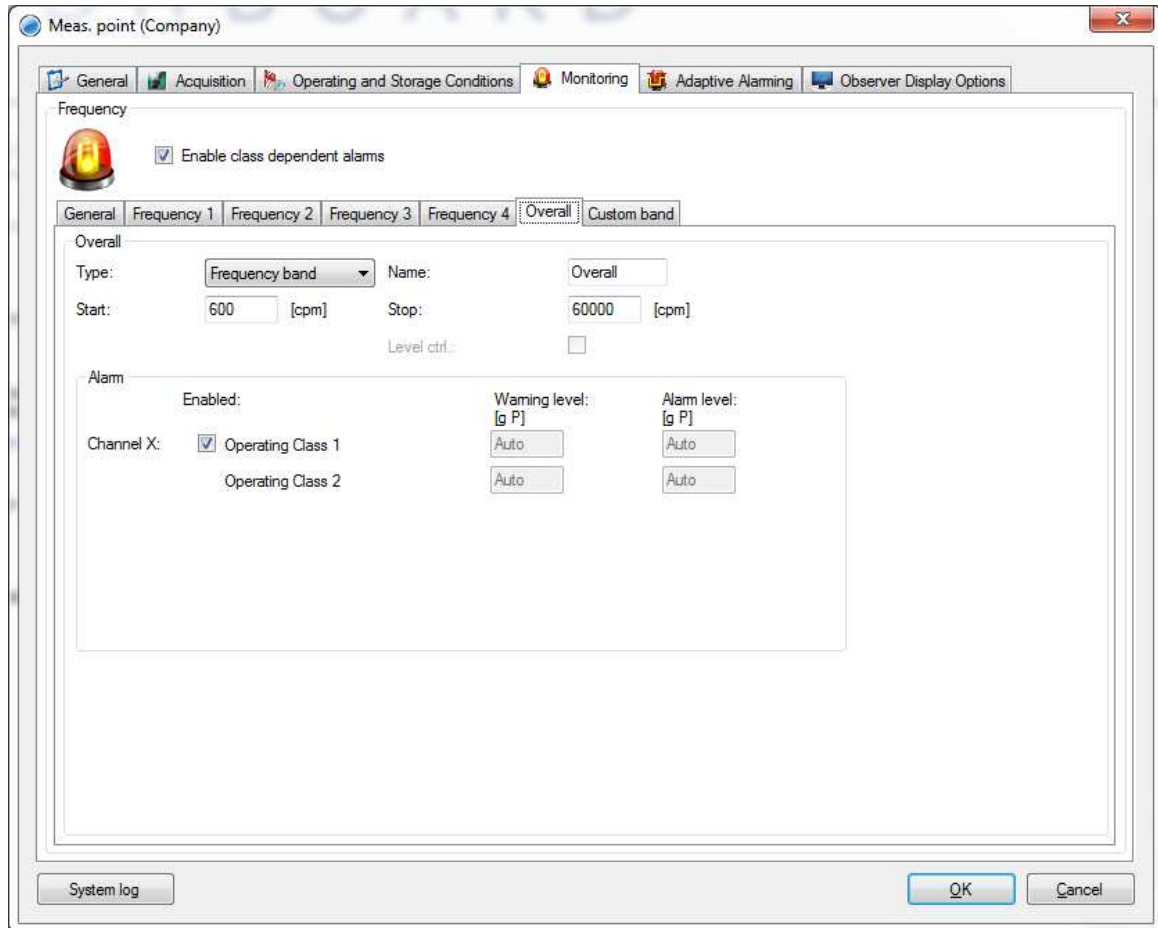 Meas. point (Company)
General Acquisition Operating and Storage Conditions Monitoring Adaptive Alarming Observer Display Options
Frequency
Enable class dependent alarms
General Frequency 1 Frequency 2 Frequency 3 Frequency 4 Overall Custom band
Overall
Type: Frequency band Name: Overall
Start: 600 [cpm] Stop: 60000 [cpm]
Level ctrl.:
Alarm
Enabled: Warning level: Alarm level:
[g P] [g P]
Channel X: Operating Class 1 Auto Auto
Operating Class 2 Auto Auto
System log OK Cancel